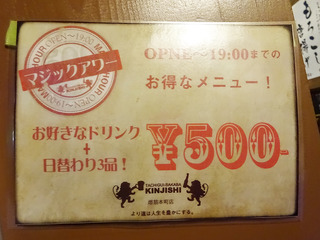 マジックアワー
OPNE〜19:00までの
お得なメニュー！
お好きなドリンク
+
日替わり3品！
¥500-
TACHIGUI-SAKABA
KINJISHI
より道は人生を豊かにする。